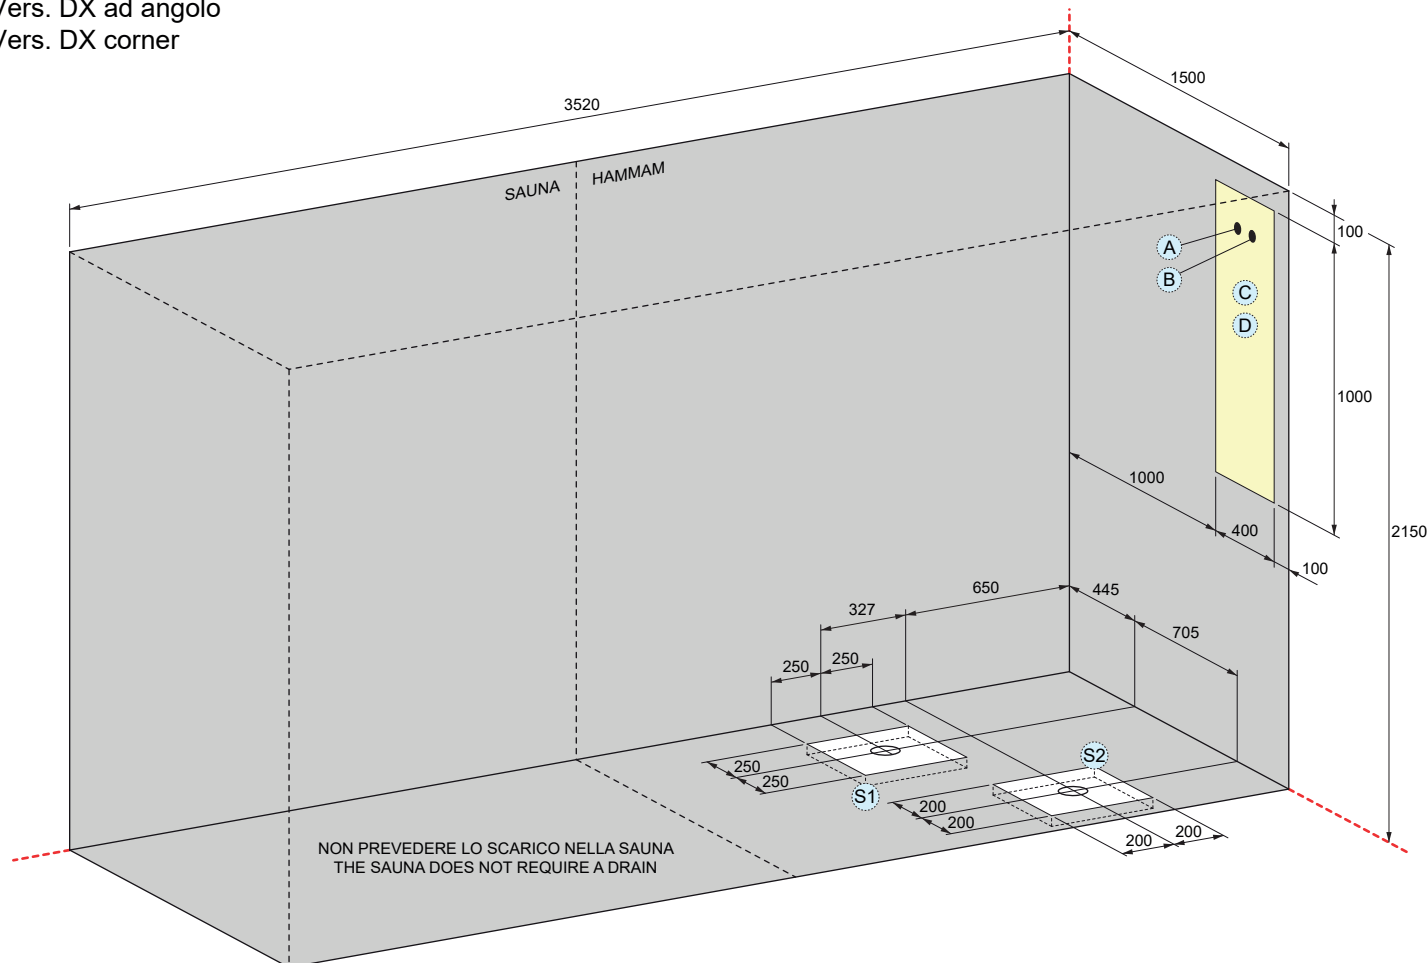 Vers. DX ad angolo
Vers. DX corner
3520
1500
SAUNA
HAMMAM
100
A
B
C
D
1000
2150
1000
400
100
650
445
327
705
250
250
250
250
S1
S2
200
200
200
200
NON PREVEDERE LO SCARICO NELLA SAUNA
THE SAUNA DOES NOT REQUIRE A DRAIN